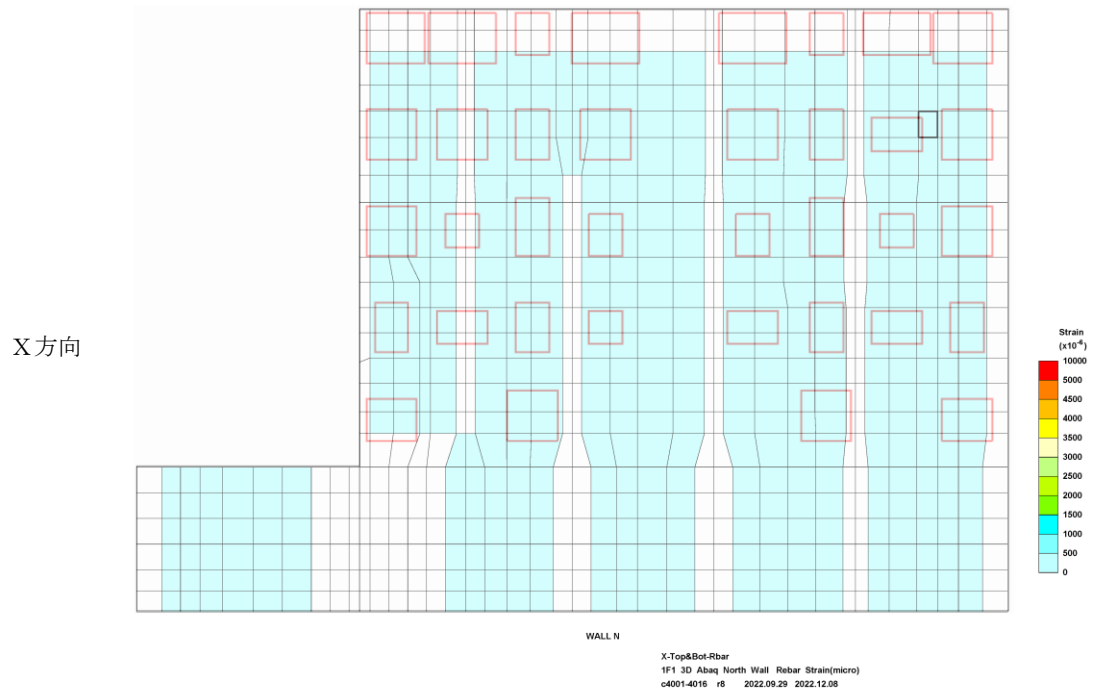 X方向
Strain
(x10⁻⁶)
10000
5000
4500
4000
3500
3000
2500
2000
1500
1000
500
0
WALL N
X-Top&Bot-Rbar
1F1 3D Abaq North Wall Rebar Strain(micro)
c4001-4016 r8 2022.09.29 2022.12.08